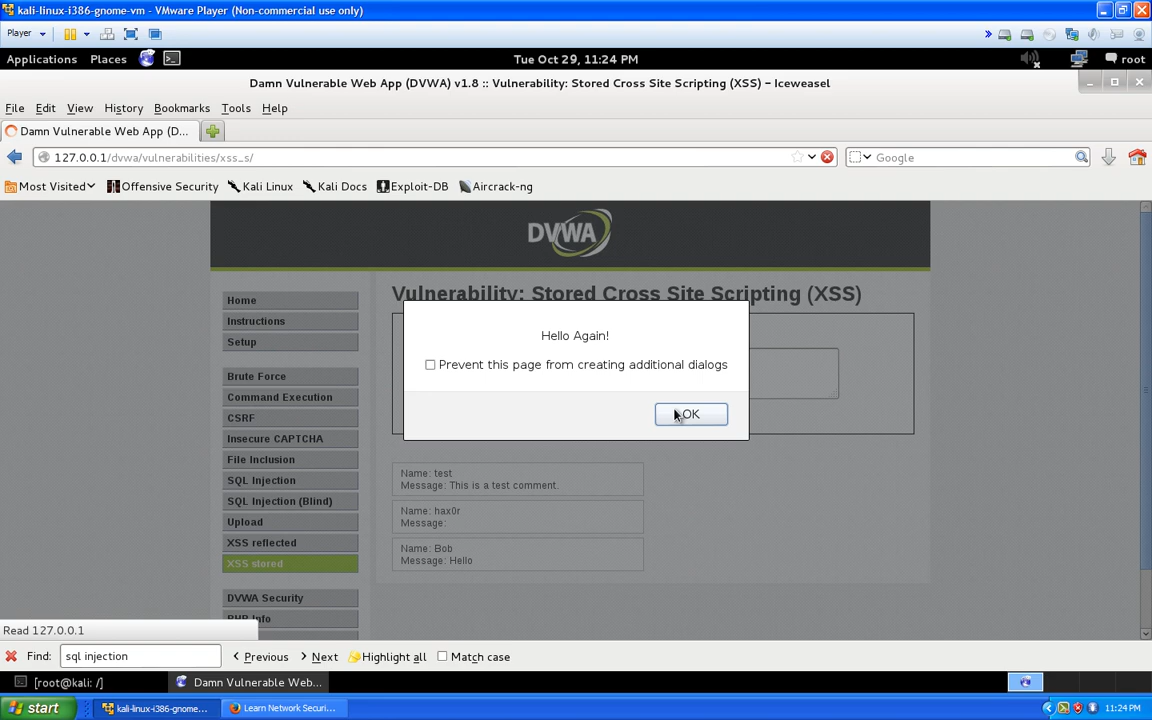 kali-linux-i386-gnome-vm - VMware Player (Non-commercial use only)
Player
»
Applications Places Tue Oct 29, 11:24 PM root
Damn Vulnerable Web App (DVWA) v1.8 :: Vulnerability: Stored Cross Site Scripting (XSS) – Iceweasel
File Edit View History Bookmarks Tools Help
Damn Vulnerable Web App (D...
127.0.0.1/dvwa/vulnerabilities/xss_s/ Google
Most Visited Offensive Security Kali Linux Kali Docs Exploit-DB Aircrack-ng
DVWA
Vulnerability: Stored Cross Site Scripting (XSS)
Home
Instructions
Setup
Brute Force
Command Execution
CSRF
Insecure CAPTCHA
File Inclusion
SQL Injection
SQL Injection (Blind)
Upload
XSS reflected
XSS stored
DVWA Security
PHP Info
Hello Again!
Prevent this page from creating additional dialogs
OK
Name: test
Message: This is a test comment.
Name: hax0r
Message:
Name: Bob
Message: Hello
Read 127.0.0.1
Find: sql injection Previous Next Highlight all Match case
[root@kali: /] Damn Vulnerable Web...
start kali-linux-i386-gnome-... Learn Network Securi... 11:24 PM